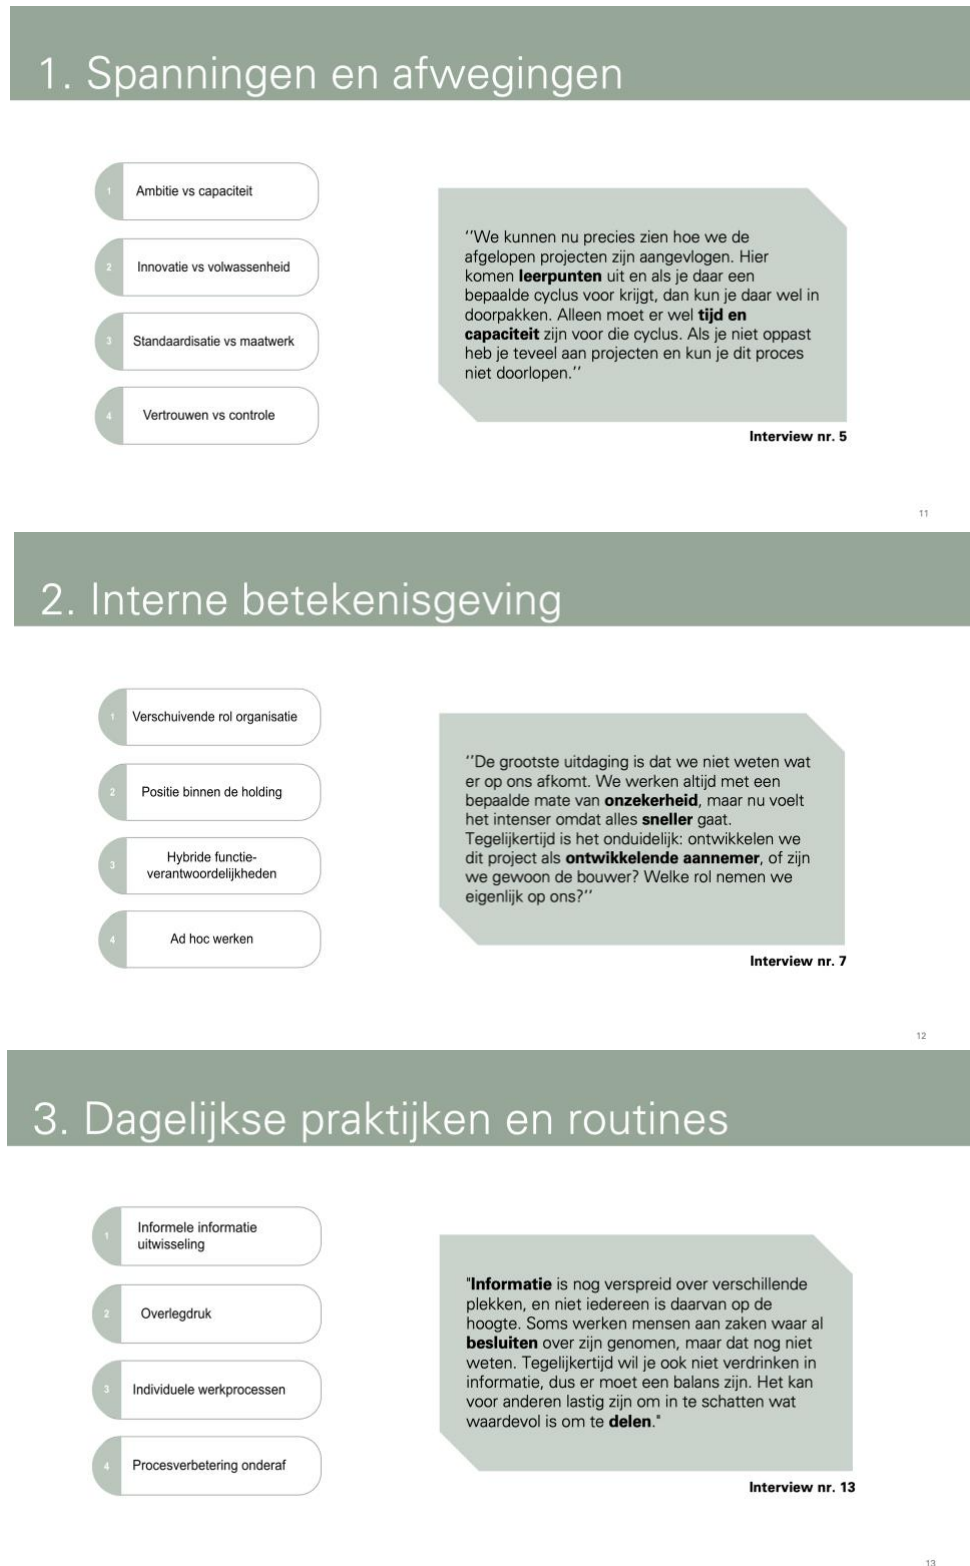 1. Spanningen en afwegingen
1
Ambitie vs capaciteit
2
Innovatie vs volwassenheid
3
Standaardisatie vs maatwerk
4
Vertrouwen vs controle
''We kunnen nu precies zien hoe we de
afgelopen projecten zijn aangevlogen. Hier
komen leerpunten uit en als je daar een
bepaalde cyclus voor krijgt, dan kun je daar wel in
doorpakken. Alleen moet er wel tijd en
capaciteit zijn voor die cyclus. Als je niet oppast
heb je teveel aan projecten en kun je dit proces
niet doorlopen.''
Interview nr. 5
11
2. Interne betekenisgeving
1
Verschuivende rol organisatie
2
Positie binnen de holding
3
Hybride functie-
verantwoordelijkheden
4
Ad hoc werken
''De grootste uitdaging is dat we niet weten wat
er op ons afkomt. We werken altijd met een
bepaalde mate van onzekerheid, maar nu voelt
het intenser omdat alles sneller gaat.
Tegelijkertijd is het onduidelijk: ontwikkelen we
dit project als ontwikkelende aannemer, of zijn
we gewoon de bouwer? Welke rol nemen we
eigenlijk op ons?''
Interview nr. 7
12
3. Dagelijkse praktijken en routines
1
Informele informatie
uitwisseling
2
Overlegdruk
3
Individuele werkprocessen
4
Procesverbetering onderaf
"Informatie is nog verspreid over verschillende
plekken, en niet iedereen is daarvan op de
hoogte. Soms werken mensen aan zaken waar al
besluiten over zijn genomen, maar dat nog niet
weten. Tegelijkertijd wil je ook niet verdrinken in
informatie, dus er moet een balans zijn. Het kan
voor anderen lastig zijn om in te schatten wat
waardevol is om te delen."
Interview nr. 13
13